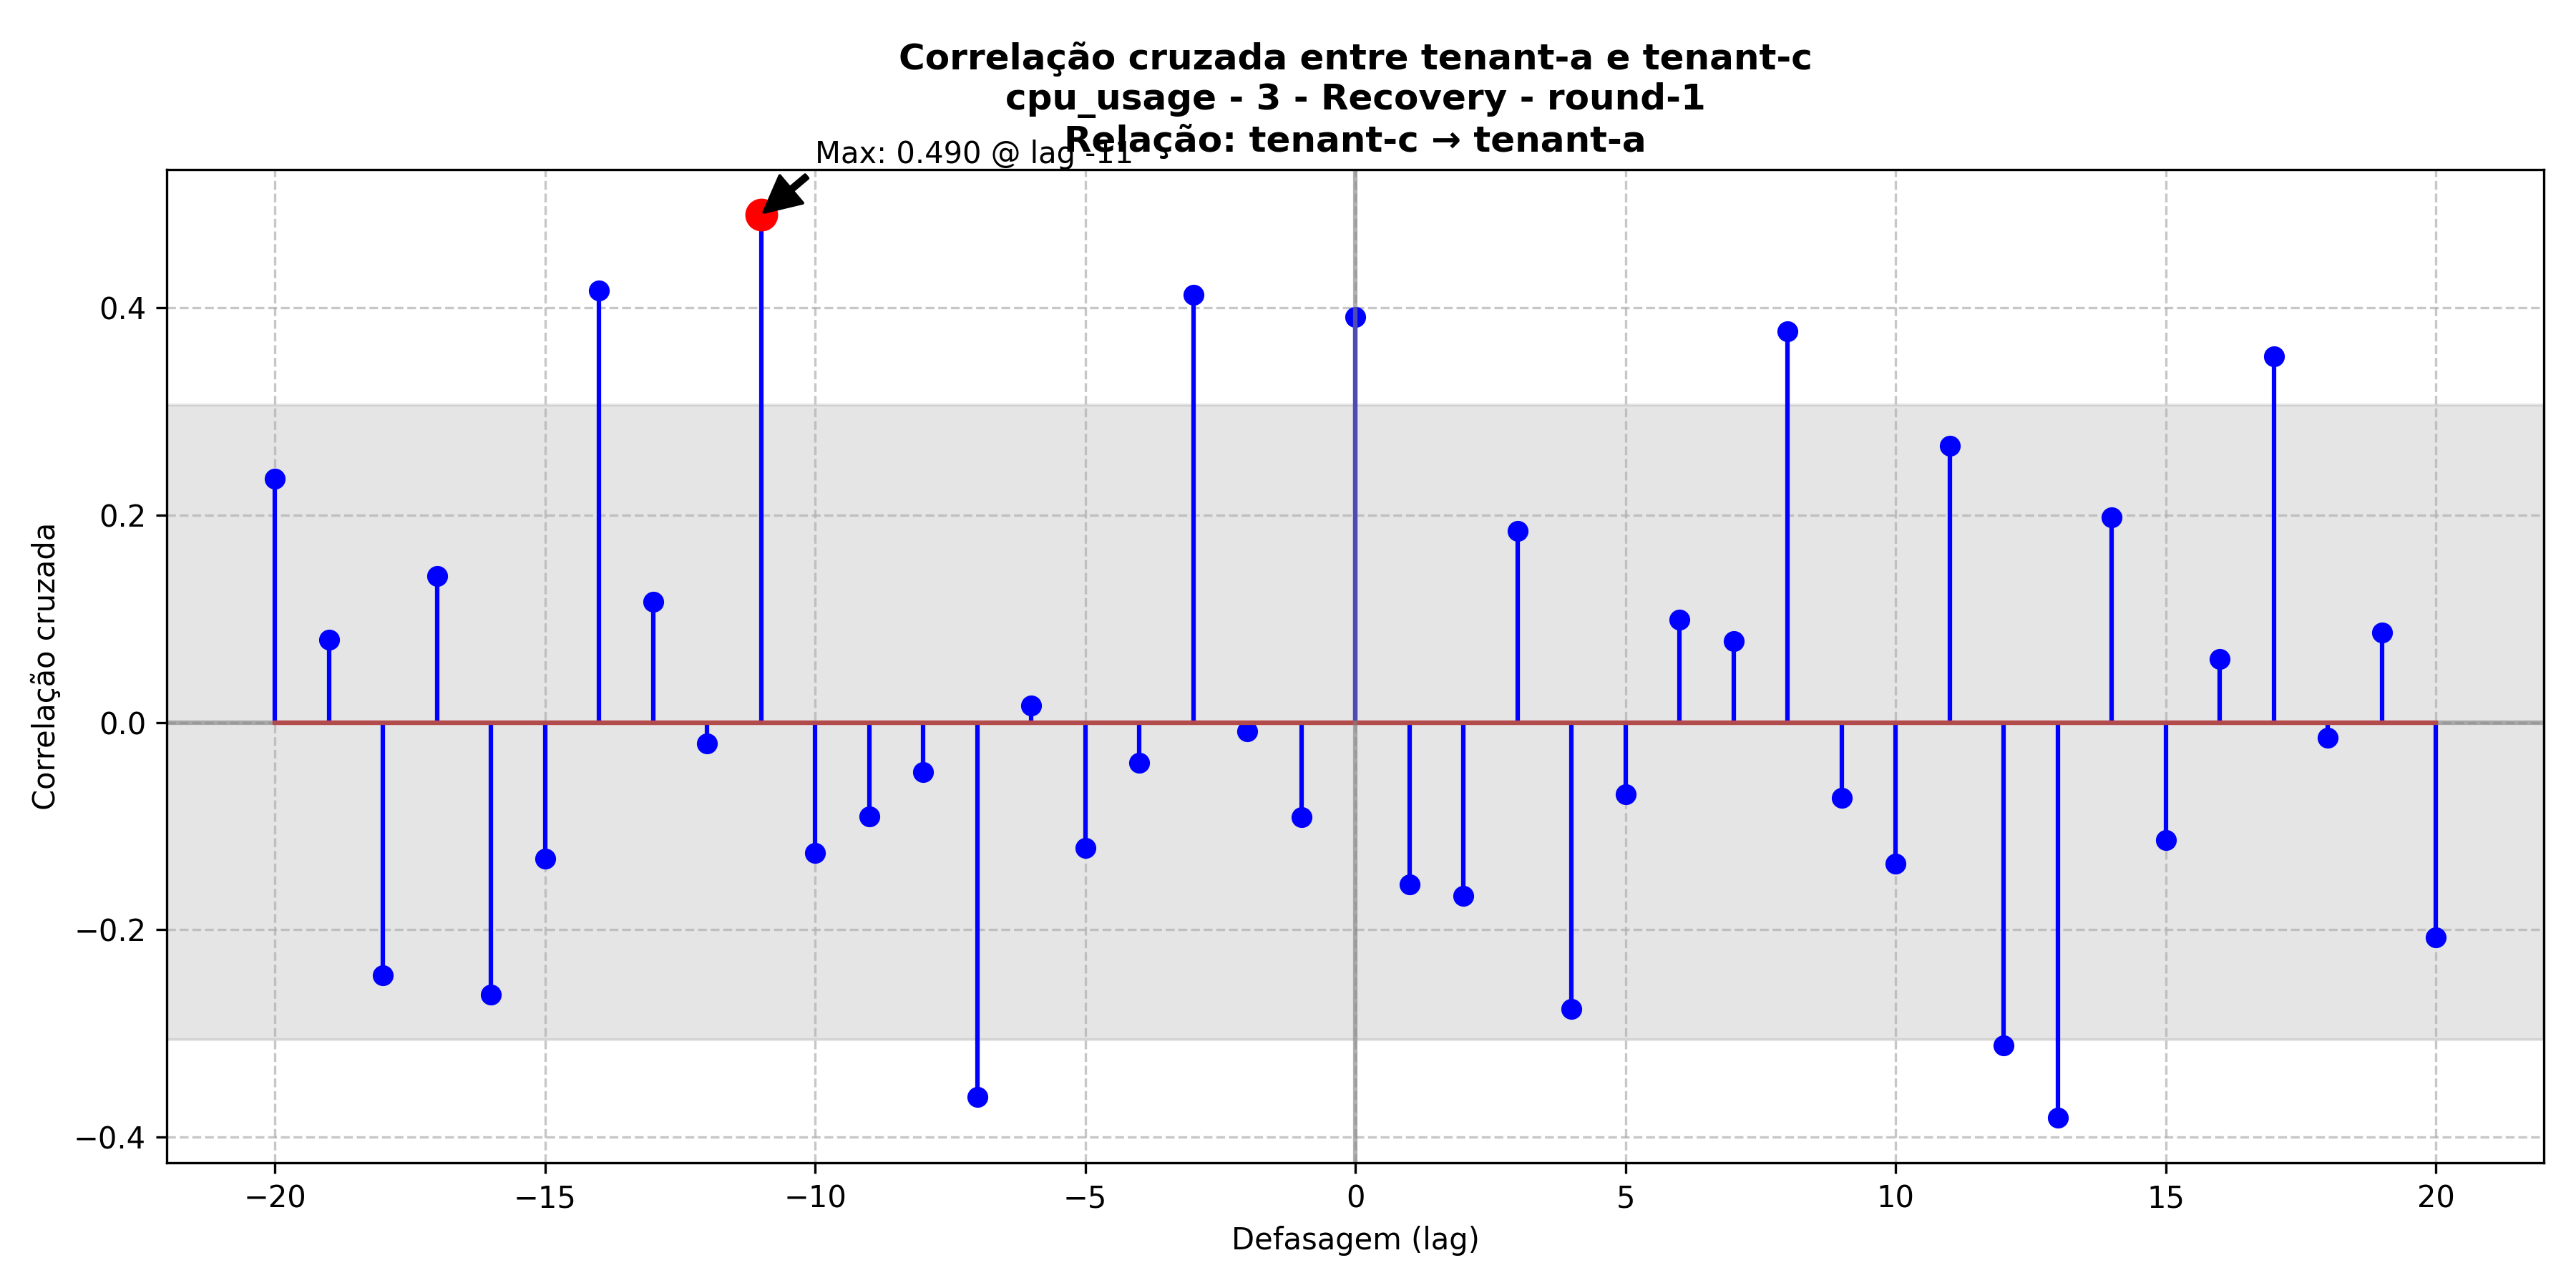 Correlação cruzada entre tenant-a e tenant-c
cpu_usage - 3 - Recovery - round-1
Relação: tenant-c → tenant-a
Max: 0.490 @ lag -11
0.4
0.2
0.0
−0.2
−0.4
Correlação cruzada
−20 −15 −10 −5 0 5 10 15 20
Defasagem (lag)